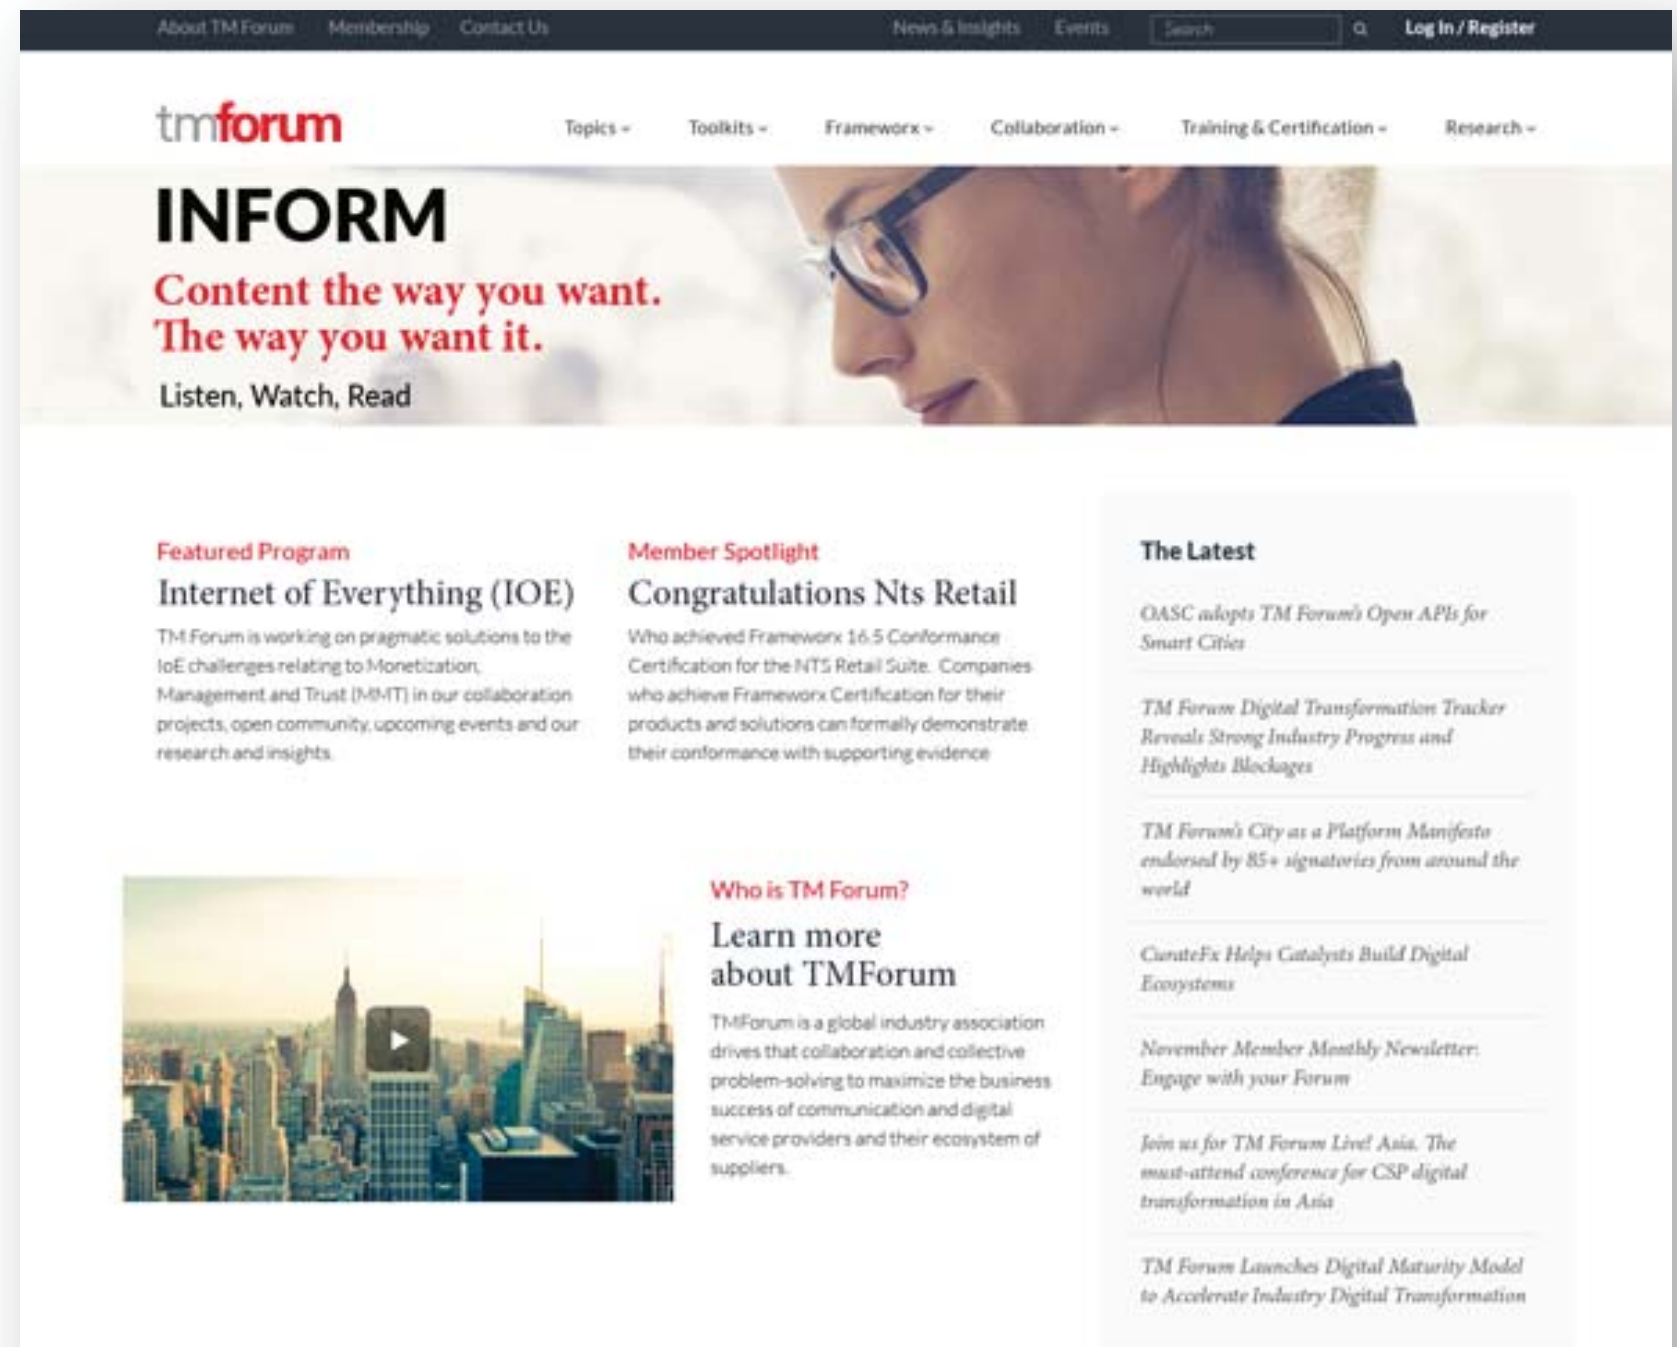 About TM Forum Membership Contact Us News & Insights Events Search Log In / Register
tmforum Topics Toolkits Frameworx Collaboration Training & Certification Research
INFORM
Content the way you want.
The way you want it.
Listen, Watch, Read
Featured Program
Internet of Everything (IOE)
TM Forum is working on pragmatic solutions to the
IoE challenges relating to Monetization,
Management and Trust (MMT) in our collaboration
projects, open community, upcoming events and our
research and insights.
Member Spotlight
Congratulations Nts Retail
Who achieved Frameworx 16.5 Conformance
Certification for the NTS Retail Suite. Companies
who achieve Frameworx Certification for their
products and solutions can formally demonstrate
their conformance with supporting evidence
Who is TM Forum?
Learn more
about TMForum
TMForum is a global industry association
drives that collaboration and collective
problem-solving to maximize the business
success of communication and digital
service providers and their ecosystem of
suppliers.
The Latest
OASC adopts TM Forum's Open APIs for
Smart Cities
TM Forum Digital Transformation Tracker
Reveals Strong Industry Progress and
Highlights Blockages
TM Forum's City as a Platform Manifesto
endorsed by 85+ signatories from around the
world
CurateFx Helps Catalysts Build Digital
Ecosystems
November Member Monthly Newsletter:
Engage with your Forum
Join us for TM Forum Live! Asia. The
must-attend conference for CSP digital
transformation in Asia
TM Forum Launches Digital Maturity Model
to Accelerate Industry Digital Transformation